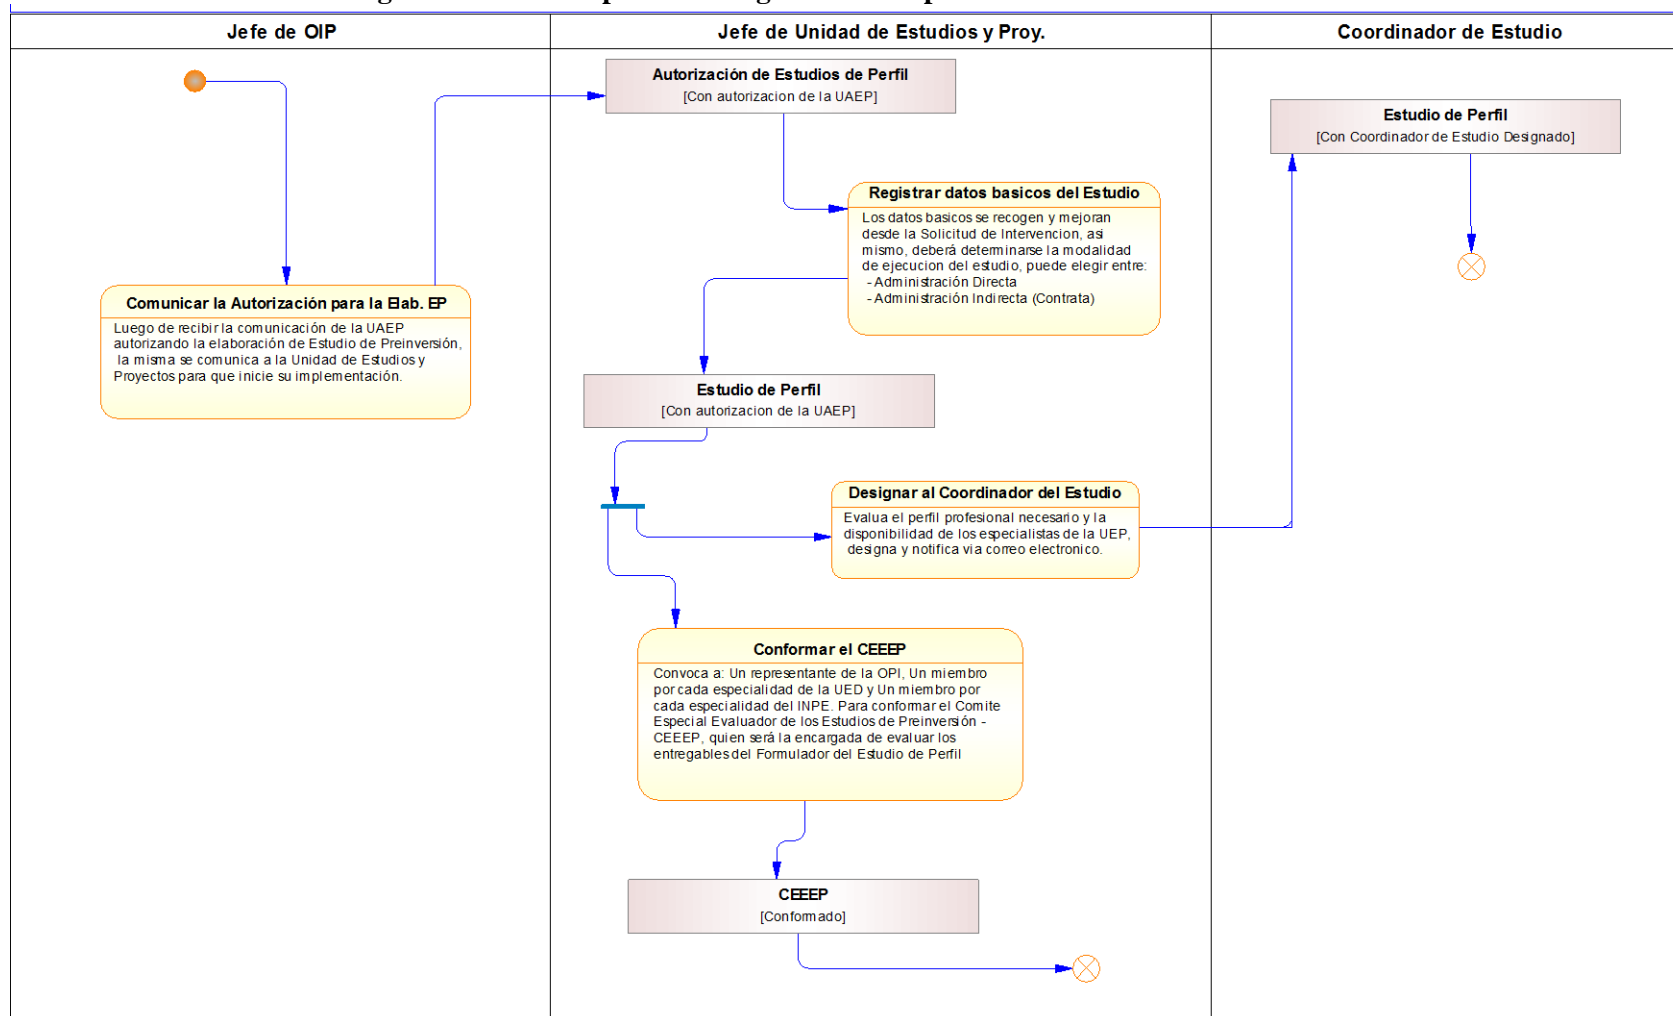 Jefe de OIP
Jefe de Unidad de Estudios y Proy.
Coordinador de Estudio
Comunicar la Autorización para la Elab. EP
Luego de recibir la comunicación de la UAEP
autorizando la elaboración de Estudio de Preinversión,
la misma se comunica a la Unidad de Estudios y
Proyectos para que inicie su implementación.
Autorización de Estudios de Perfil
[Con autorizacion de la UAEP]
Registrar datos basicos del Estudio
Los datos basicos se recogen y mejoran
desde la Solicitud de Intervencion, asi
mismo, deberá determinarse la modalidad
de ejecucion del estudio, puede elegir entre:
- Administración Directa
- Administración Indirecta (Contrata)
Estudio de Perfil
[Con autorizacion de la UAEP]
Designar al Coordinador del Estudio
Evalua el perfil profesional necesario y la
disponibilidad de los especialistas de la UEP,
designa y notifica via correo electronico.
Conformar el CEEEP
Convoca a: Un representante de la OPI, Un miembro
por cada especialidad de la UED y Un miembro por
cada especialidad del INPE. Para conformar el Comite
Especial Evaluador de los Estudios de Preinversión -
CEEEP, quien será la encargada de evaluar los
entregables del Formulador del Estudio de Perfil
CEEEP
[Conformado]
Estudio de Perfil
[Con Coordinador de Estudio Designado]